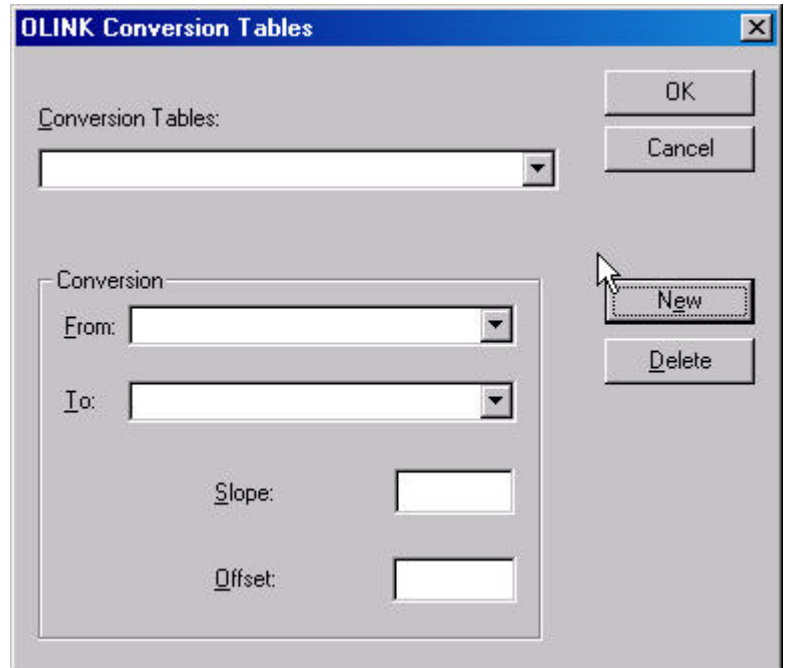 OLINK Conversion Tables
OK
Conversion Tables:
Cancel
Conversion
New
From:
Delete
To:
Slope:
Offset: